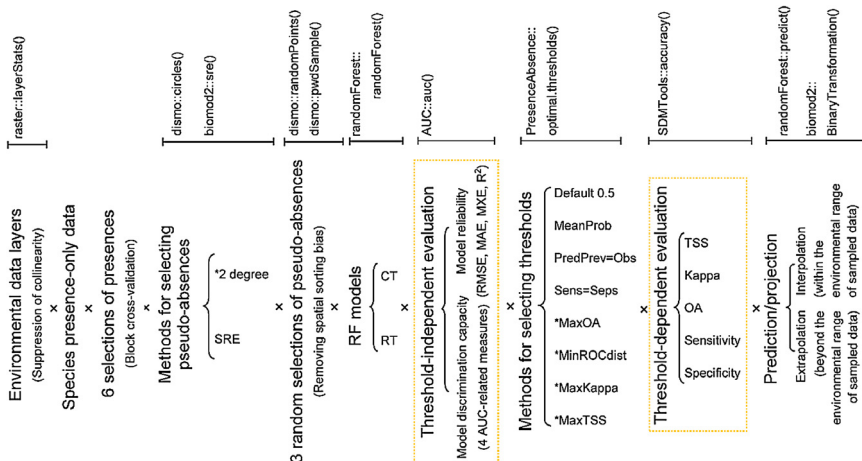 raster::layerStats()
dismo::circles()
biomod2::sre()
dismo::randomPoints()
dismo::pwdSample()
randomForest::
randomForest()
AUC::auc()
PresenceAbsence::
optimal.thresholds()
SDMTools::accuracy()
randomForest::predict()
biomod2::
BinaryTransformation()
Environmental data layers
(Suppression of collinearity)
×
Species presence-only data
×
6 selections of presences
(Block cross-validation)
×
Methods for selecting
pseudo-absences
*2 degree
SRE
×
3 random selections of pseudo-absences
(Removing spatial sorting bias)
×
RF models
CT
RT
×
Threshold-independent evaluation
Model discrimination capacity
(4 AUC-related measures)
Model reliability
(RMSE, MAE, MXE, R²)
×
Methods for selecting thresholds
Default 0.5
MeanProb
PredPrev=Obs
Sens=Seps
*MaxOA
*MinROCdist
*MaxKappa
*MaxTSS
×
Threshold-dependent evaluation
TSS
Kappa
OA
Sensitivity
Specificity
×
Prediction/projection
Interpolation
(within the
environmental range
of sampled data)
Extrapolation
(beyond the
environmental range
of sampled data)